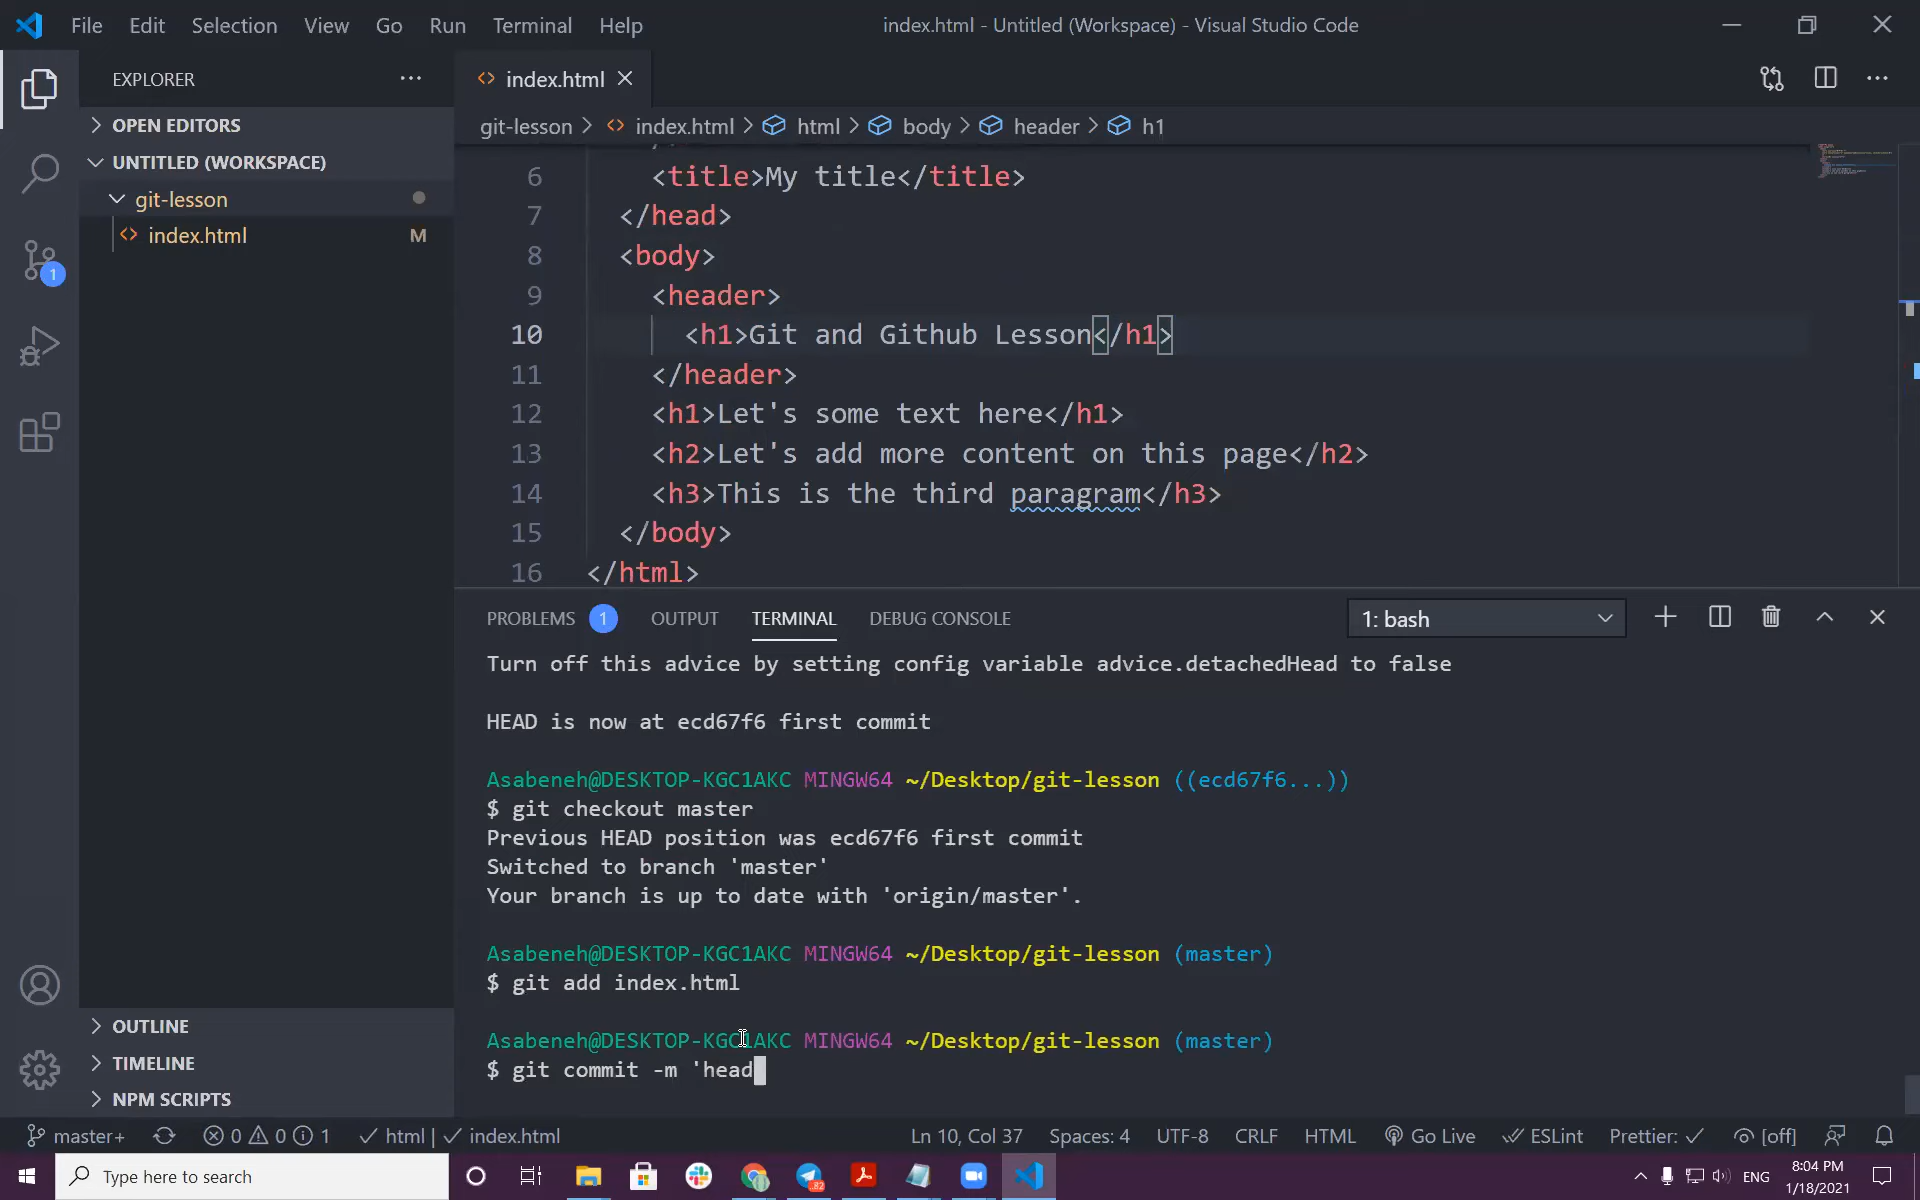 File Edit Selection View Go Run Terminal Help index.html - Untitled (Workspace) - Visual Studio Code
EXPLORER
OPEN EDITORS
UNTITLED (WORKSPACE)
git-lesson
index.html M
1
OUTLINE
TIMELINE
NPM SCRIPTS
index.html
git-lesson > index.html > html > body > header > h1
6 <title>My title</title>
7 </head>
8 <body>
9 <header>
10 <h1>Git and Github Lesson</h1>
11 </header>
12 <h1>Let's some text here</h1>
13 <h2>Let's add more content on this page</h2>
14 <h3>This is the third paragram</h3>
15 </body>
16 </html>
PROBLEMS 1 OUTPUT TERMINAL DEBUG CONSOLE 1: bash
Turn off this advice by setting config variable advice.detachedHead to false
HEAD is now at ecd67f6 first commit
Asabeneh@DESKTOP-KGC1AKC MINGW64 ~/Desktop/git-lesson ((ecd67f6...))
$ git checkout master
Previous HEAD position was ecd67f6 first commit
Switched to branch 'master'
Your branch is up to date with 'origin/master'.
Asabeneh@DESKTOP-KGC1AKC MINGW64 ~/Desktop/git-lesson (master)
$ git add index.html
Asabeneh@DESKTOP-KGC1AKC MINGW64 ~/Desktop/git-lesson (master)
$ git commit -m 'head
master+ 0 0 1 html | index.html Ln 10, Col 37 Spaces: 4 UTF-8 CRLF HTML Go Live ESLint Prettier: [off]
Type here to search ENG 8:04 PM
1/18/2021